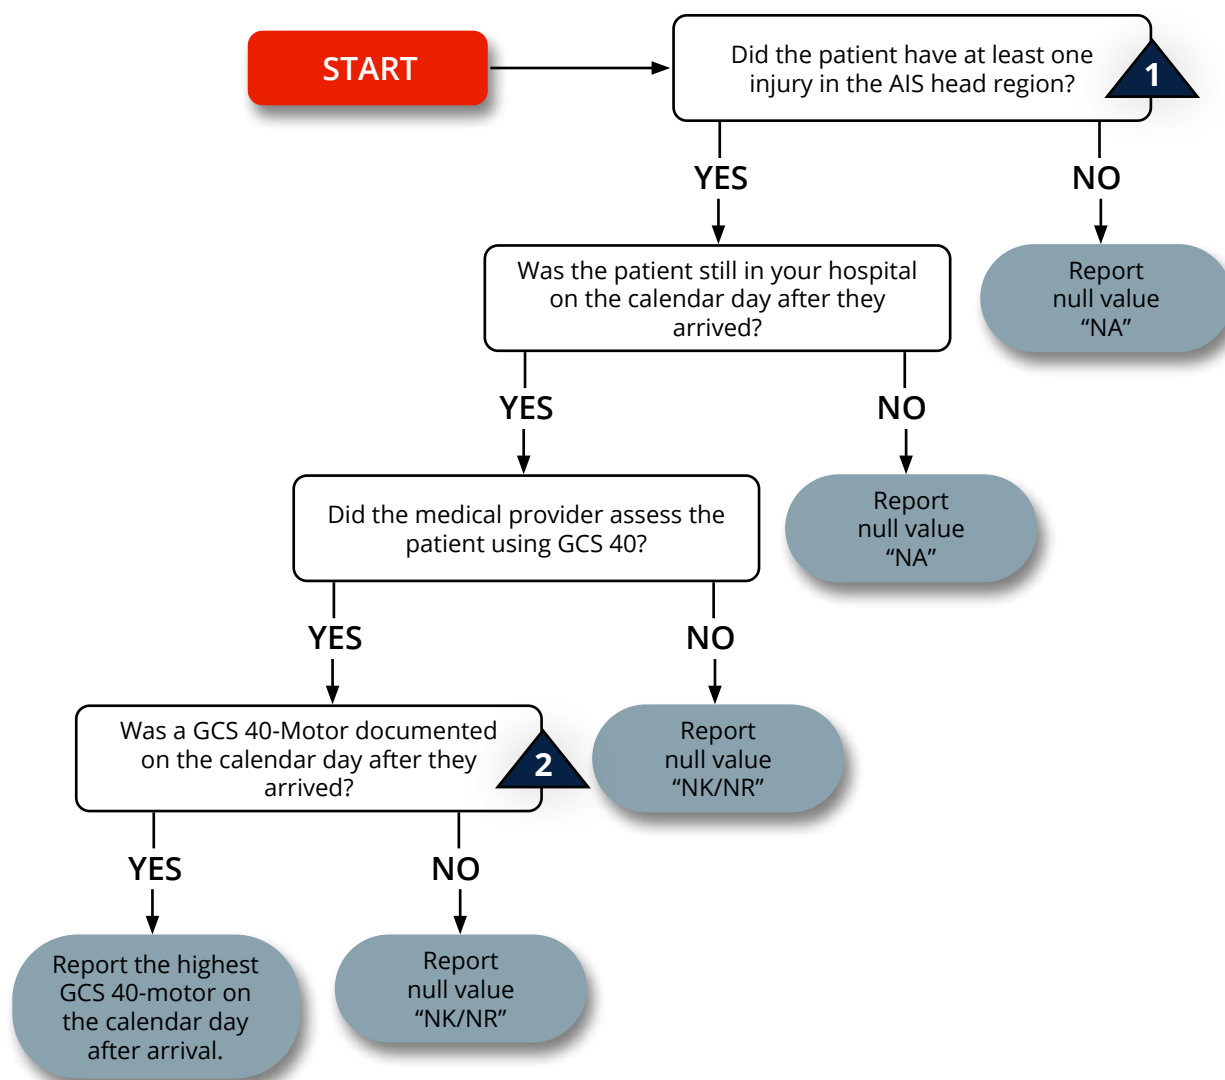 START
Did the patient have at least one
injury in the AIS head region?
1
YES
NO
Was the patient still in your hospital
on the calendar day after they
arrived?
Report
null value
“NA”
YES
NO
Did the medical provider assess the
patient using GCS 40?
Report
null value
“NA”
YES
NO
Was a GCS 40-Motor documented
on the calendar day after they
arrived?
2
Report
null value
“NK/NR”
YES
NO
Report the highest
GCS 40-motor on
the calendar day
after arrival.
Report
null value
“NK/NR”